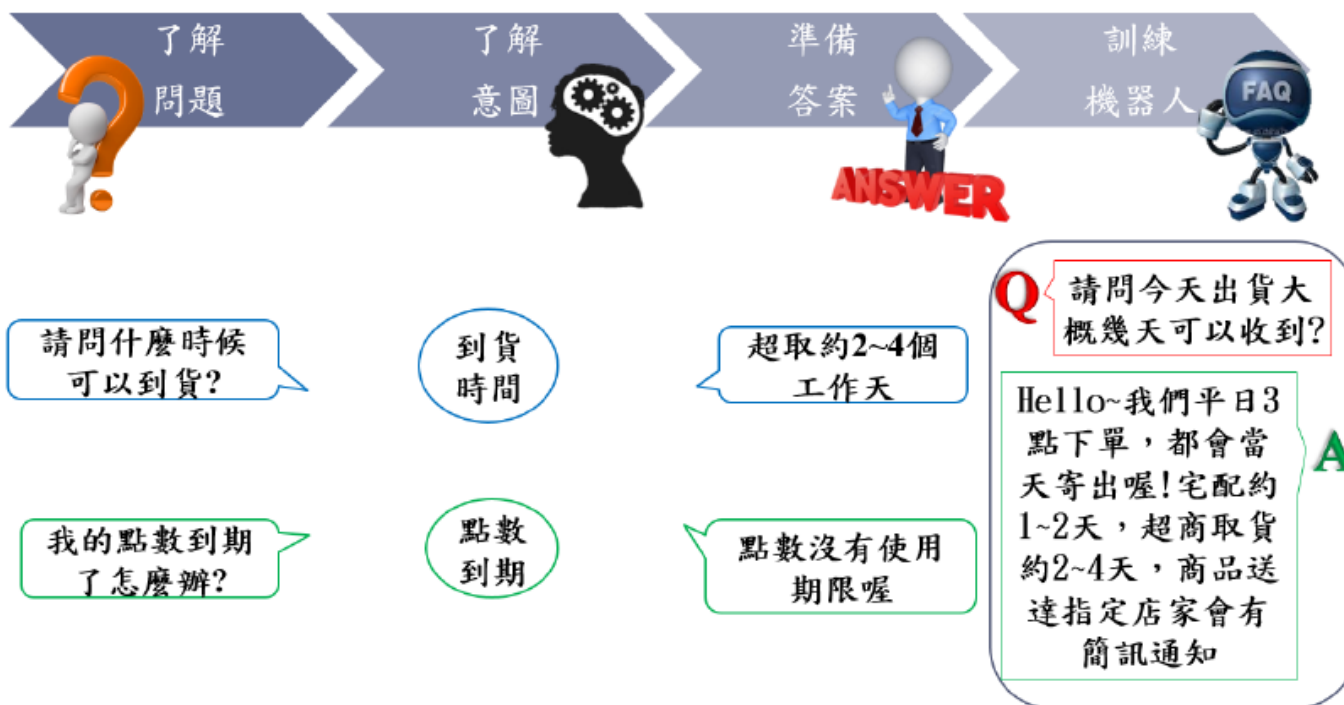 了解
問題
了解
意圖
準備
答案
訓練
機器人
FAQ
ANSWER
請問什麼時候
可以到貨?
到貨
時間
超取約2~4個
工作天
我的點數到期
了怎麼辦?
點數
到期
點數沒有使用
期限喔
Q
請問今天出貨大
概幾天可以收到?
A
Hello~我們平日3
點下單，都會當
天寄出喔!宅配約
1~2天，超商取貨
約2~4天，商品送
達指定店家會有
簡訊通知